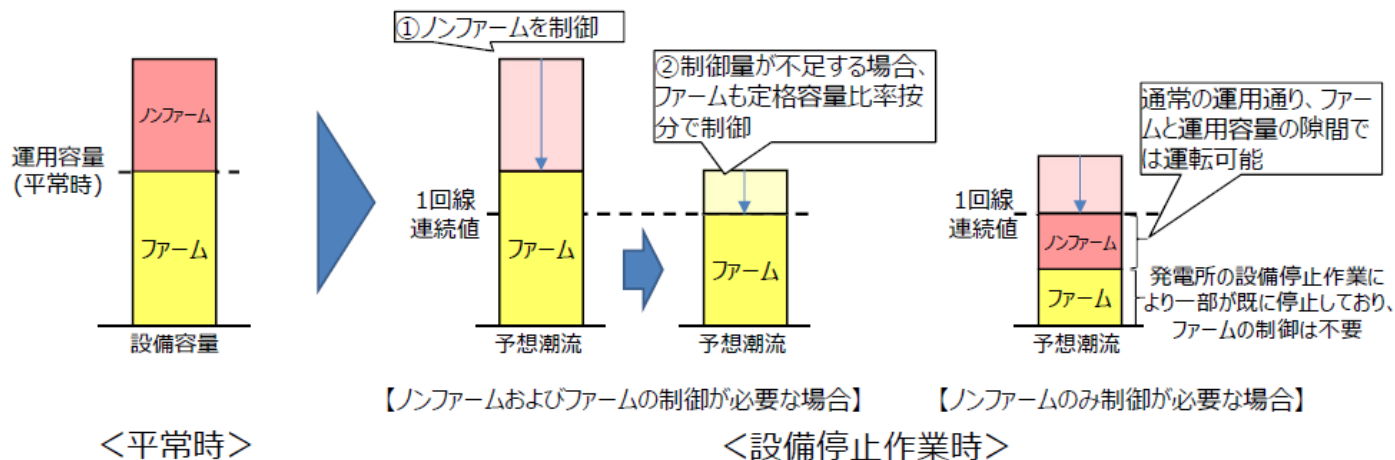 ①ノンファームを制御
②制御量が不足する場合、
ファームも定格容量比率按
分で制御
通常の運用通り、ファー
ムと運用容量の隙間で
は運転可能
ノンファーム
運用容量
(平常時)
ファーム
設備容量
1回線
連続値
ファーム
予想潮流
ファーム
予想潮流
1回線
連続値
ノンファーム
ファーム
予想潮流
発電所の設備停止作業に
より一部が既に停止しており、
ファームの制御は不要
【ノンファームおよびファームの制御が必要な場合】
【ノンファームのみ制御が必要な場合】
＜平常時＞
＜設備停止作業時＞